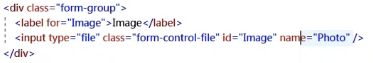 <div class="form-group">
<label for="Image">Image</label>
<input type="file" class="form-control-file" id="Image" name="Photo" />
</div>